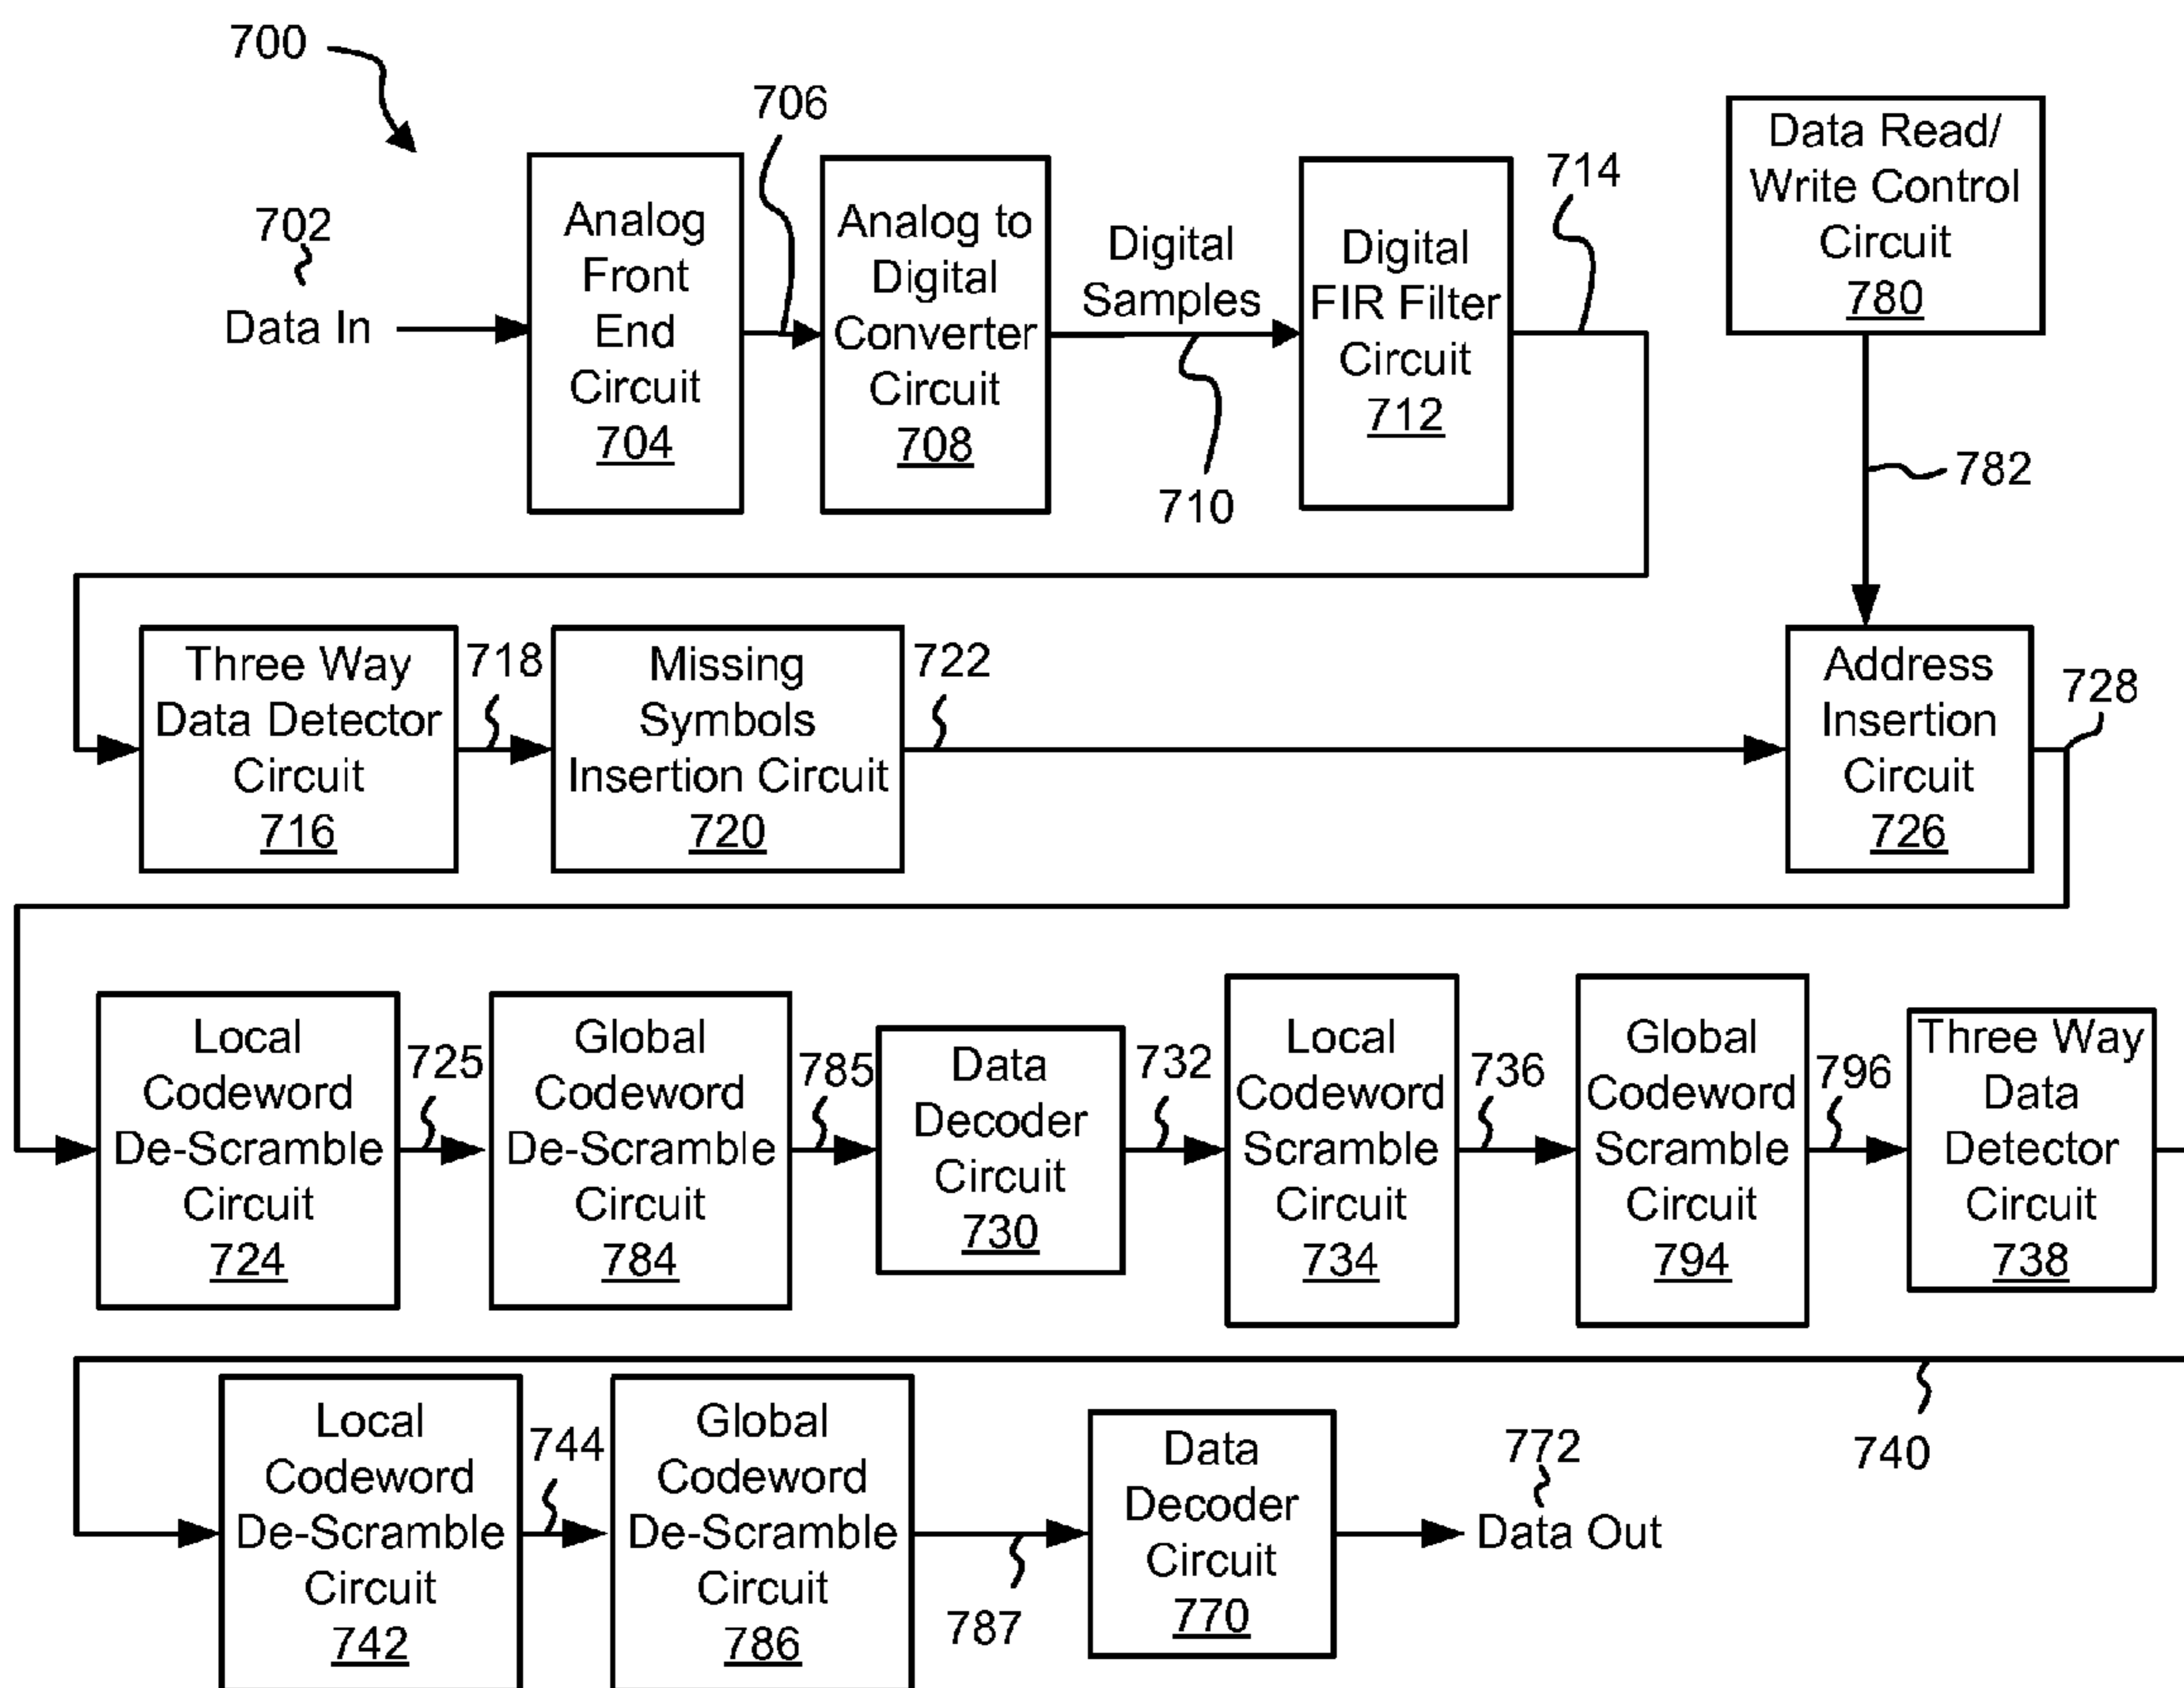 700
702
Data In
Analog
Front
End
Circuit
704
706
Analog to
Digital
Converter
Circuit
708
Digital
Samples
710
Digital
FIR Filter
Circuit
712
714
Data Read/
Write Control
Circuit
780
782
Three Way
Data Detector
Circuit
716
718
Missing
Symbols
Insertion Circuit
720
722
Address
Insertion
Circuit
726
728
Local
Codeword
De-Scramble
Circuit
724
725
Global
Codeword
De-Scramble
Circuit
784
785
Data
Decoder
Circuit
730
732
Local
Codeword
Scramble
Circuit
734
736
Global
Codeword
Scramble
Circuit
794
796
Three Way
Data
Detector
Circuit
738
740
Local
Codeword
De-Scramble
Circuit
742
744
Global
Codeword
De-Scramble
Circuit
786
787
Data
Decoder
Circuit
770
772
Data Out